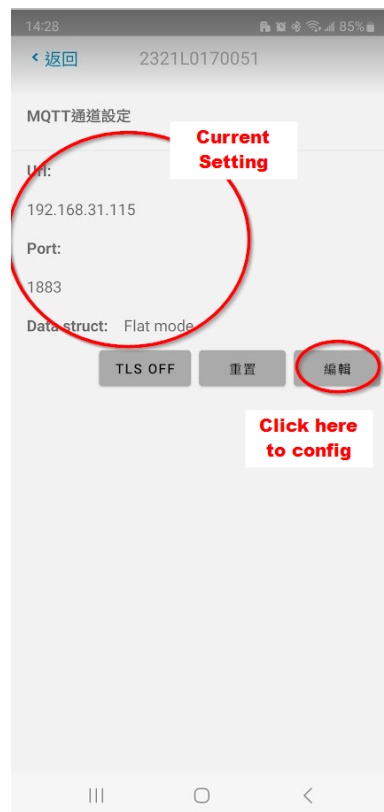 14:28
85%
返回
2321L0170051
MQTT通道設定
Current
Setting
Url:
192.168.31.115
Port:
1883
Data struct: Flat mode
TLS OFF
重置
編輯
Click here
to config